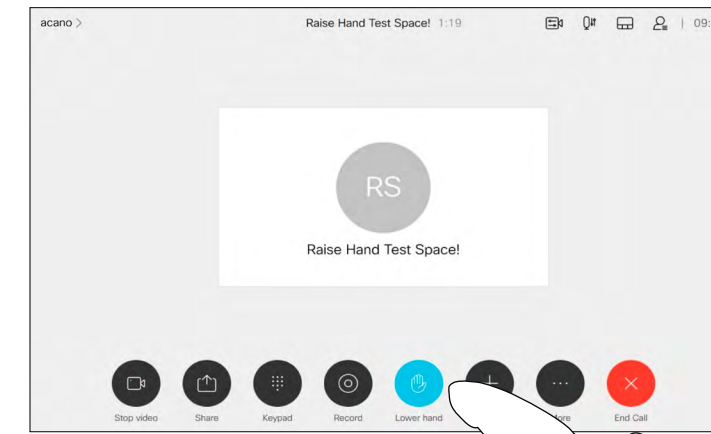 acano >
Raise Hand Test Space! 1:19
09:
RS
Raise Hand Test Space!
Stop video Share Keypad Record Lower hand End Call